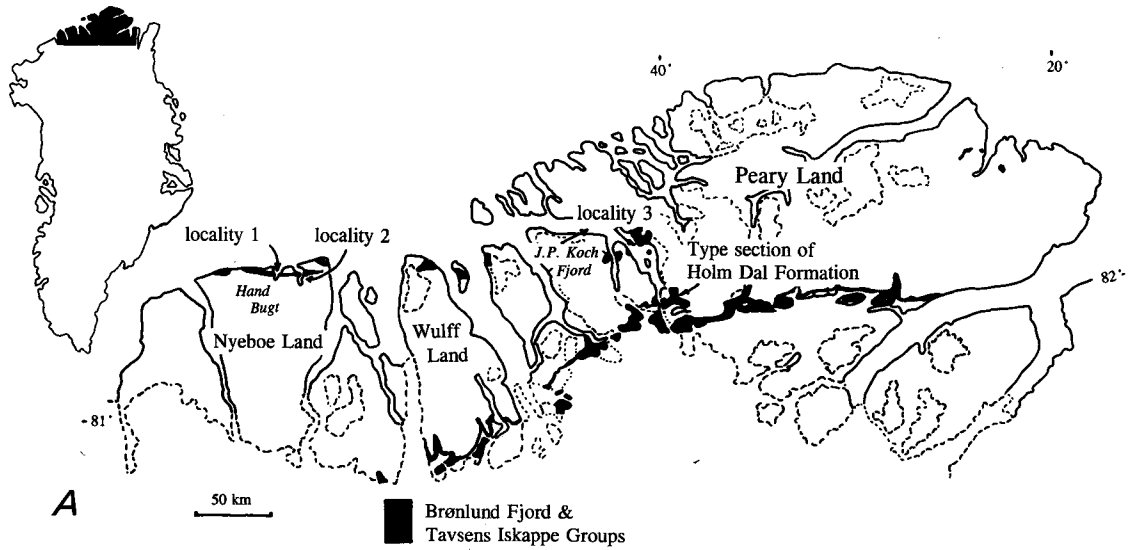 40°
20°
Peary Land
locality 3
locality 1
locality 2
J.P. Koch
Fjord
Type section of
Holm Dal Formation
82°
Hand
Bugt
Nyeboe Land
Wulff
Land
81°
A
50 km
Brønlund Fjord &
Tavsens Iskappe Groups